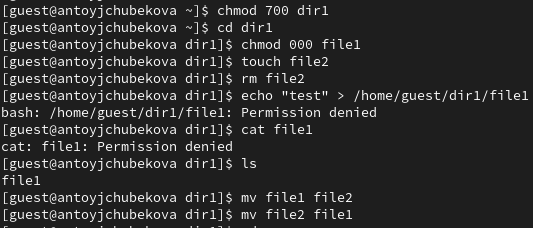 [guest@antoyjchubekova ~]$ chmod 700 dir1
[guest@antoyjchubekova ~]$ cd dir1
[guest@antoyjchubekova dir1]$ chmod 000 file1
[guest@antoyjchubekova dir1]$ touch file2
[guest@antoyjchubekova dir1]$ rm file2
[guest@antoyjchubekova dir1]$ echo "test" > /home/guest/dir1/file1
bash: /home/guest/dir1/file1: Permission denied
[guest@antoyjchubekova dir1]$ cat file1
cat: file1: Permission denied
[guest@antoyjchubekova dir1]$ ls
file1
[guest@antoyjchubekova dir1]$ mv file1 file2
[guest@antoyjchubekova dir1]$ mv file2 file1